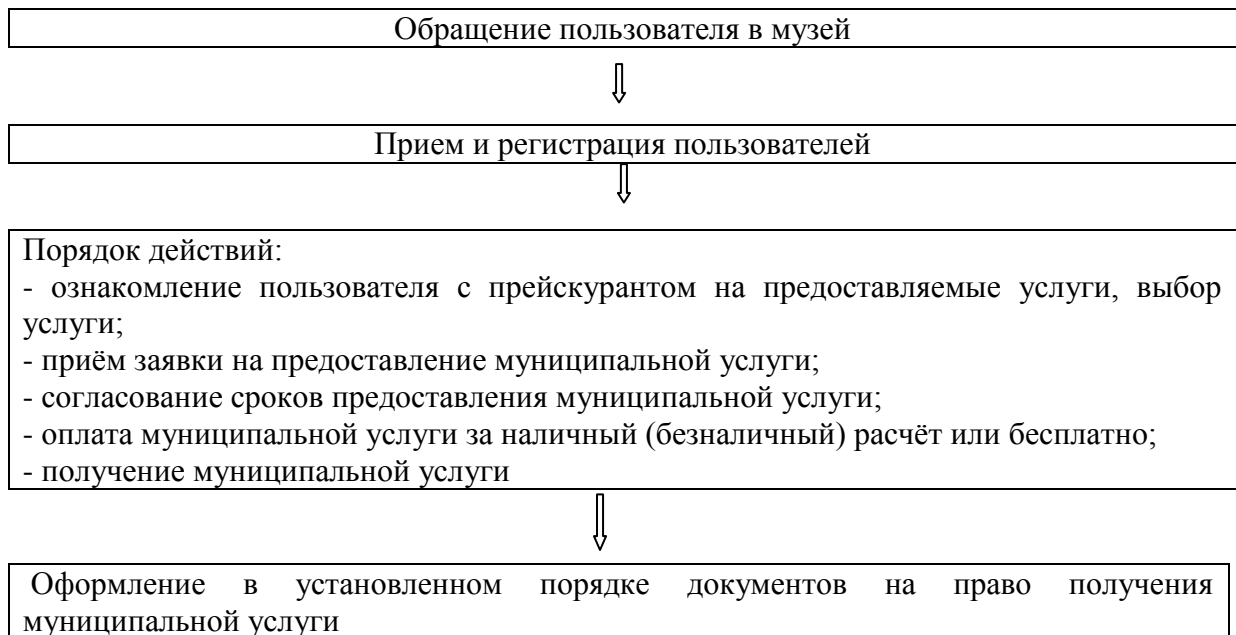 Обращение пользователя в музей
Прием и регистрация пользователей
Порядок действий:
- ознакомление пользователя с прейскурантом на предоставляемые услуги, выбор
услуги;
- приём заявки на предоставление муниципальной услуги;
- согласование сроков предоставления муниципальной услуги;
- оплата муниципальной услуги за наличный (безналичный) расчёт или бесплатно;
- получение муниципальной услуги
Оформление в установленном порядке документов на право получения
муниципальной услуги